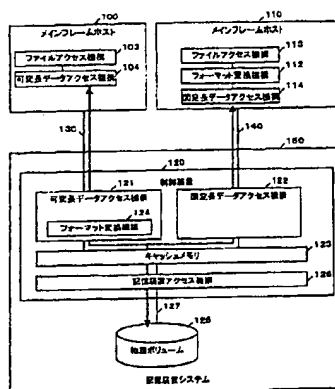 100
メインフレームホスト
103
ファイルアクセス機構
104
可変長データアクセス機構
110
メインフレームホスト
113
ファイルアクセス機構
112
フォーマット変換機構
114
固定長データアクセス機構
130
140
150
120
制御装置
121
可変長データアクセス機構
124
フォーマット変換機構
122
固定長データアクセス機構
123
キャッシュメモリ
126
記憶装置アクセス機構
127
125
論理ボリューム
記憶装置システム